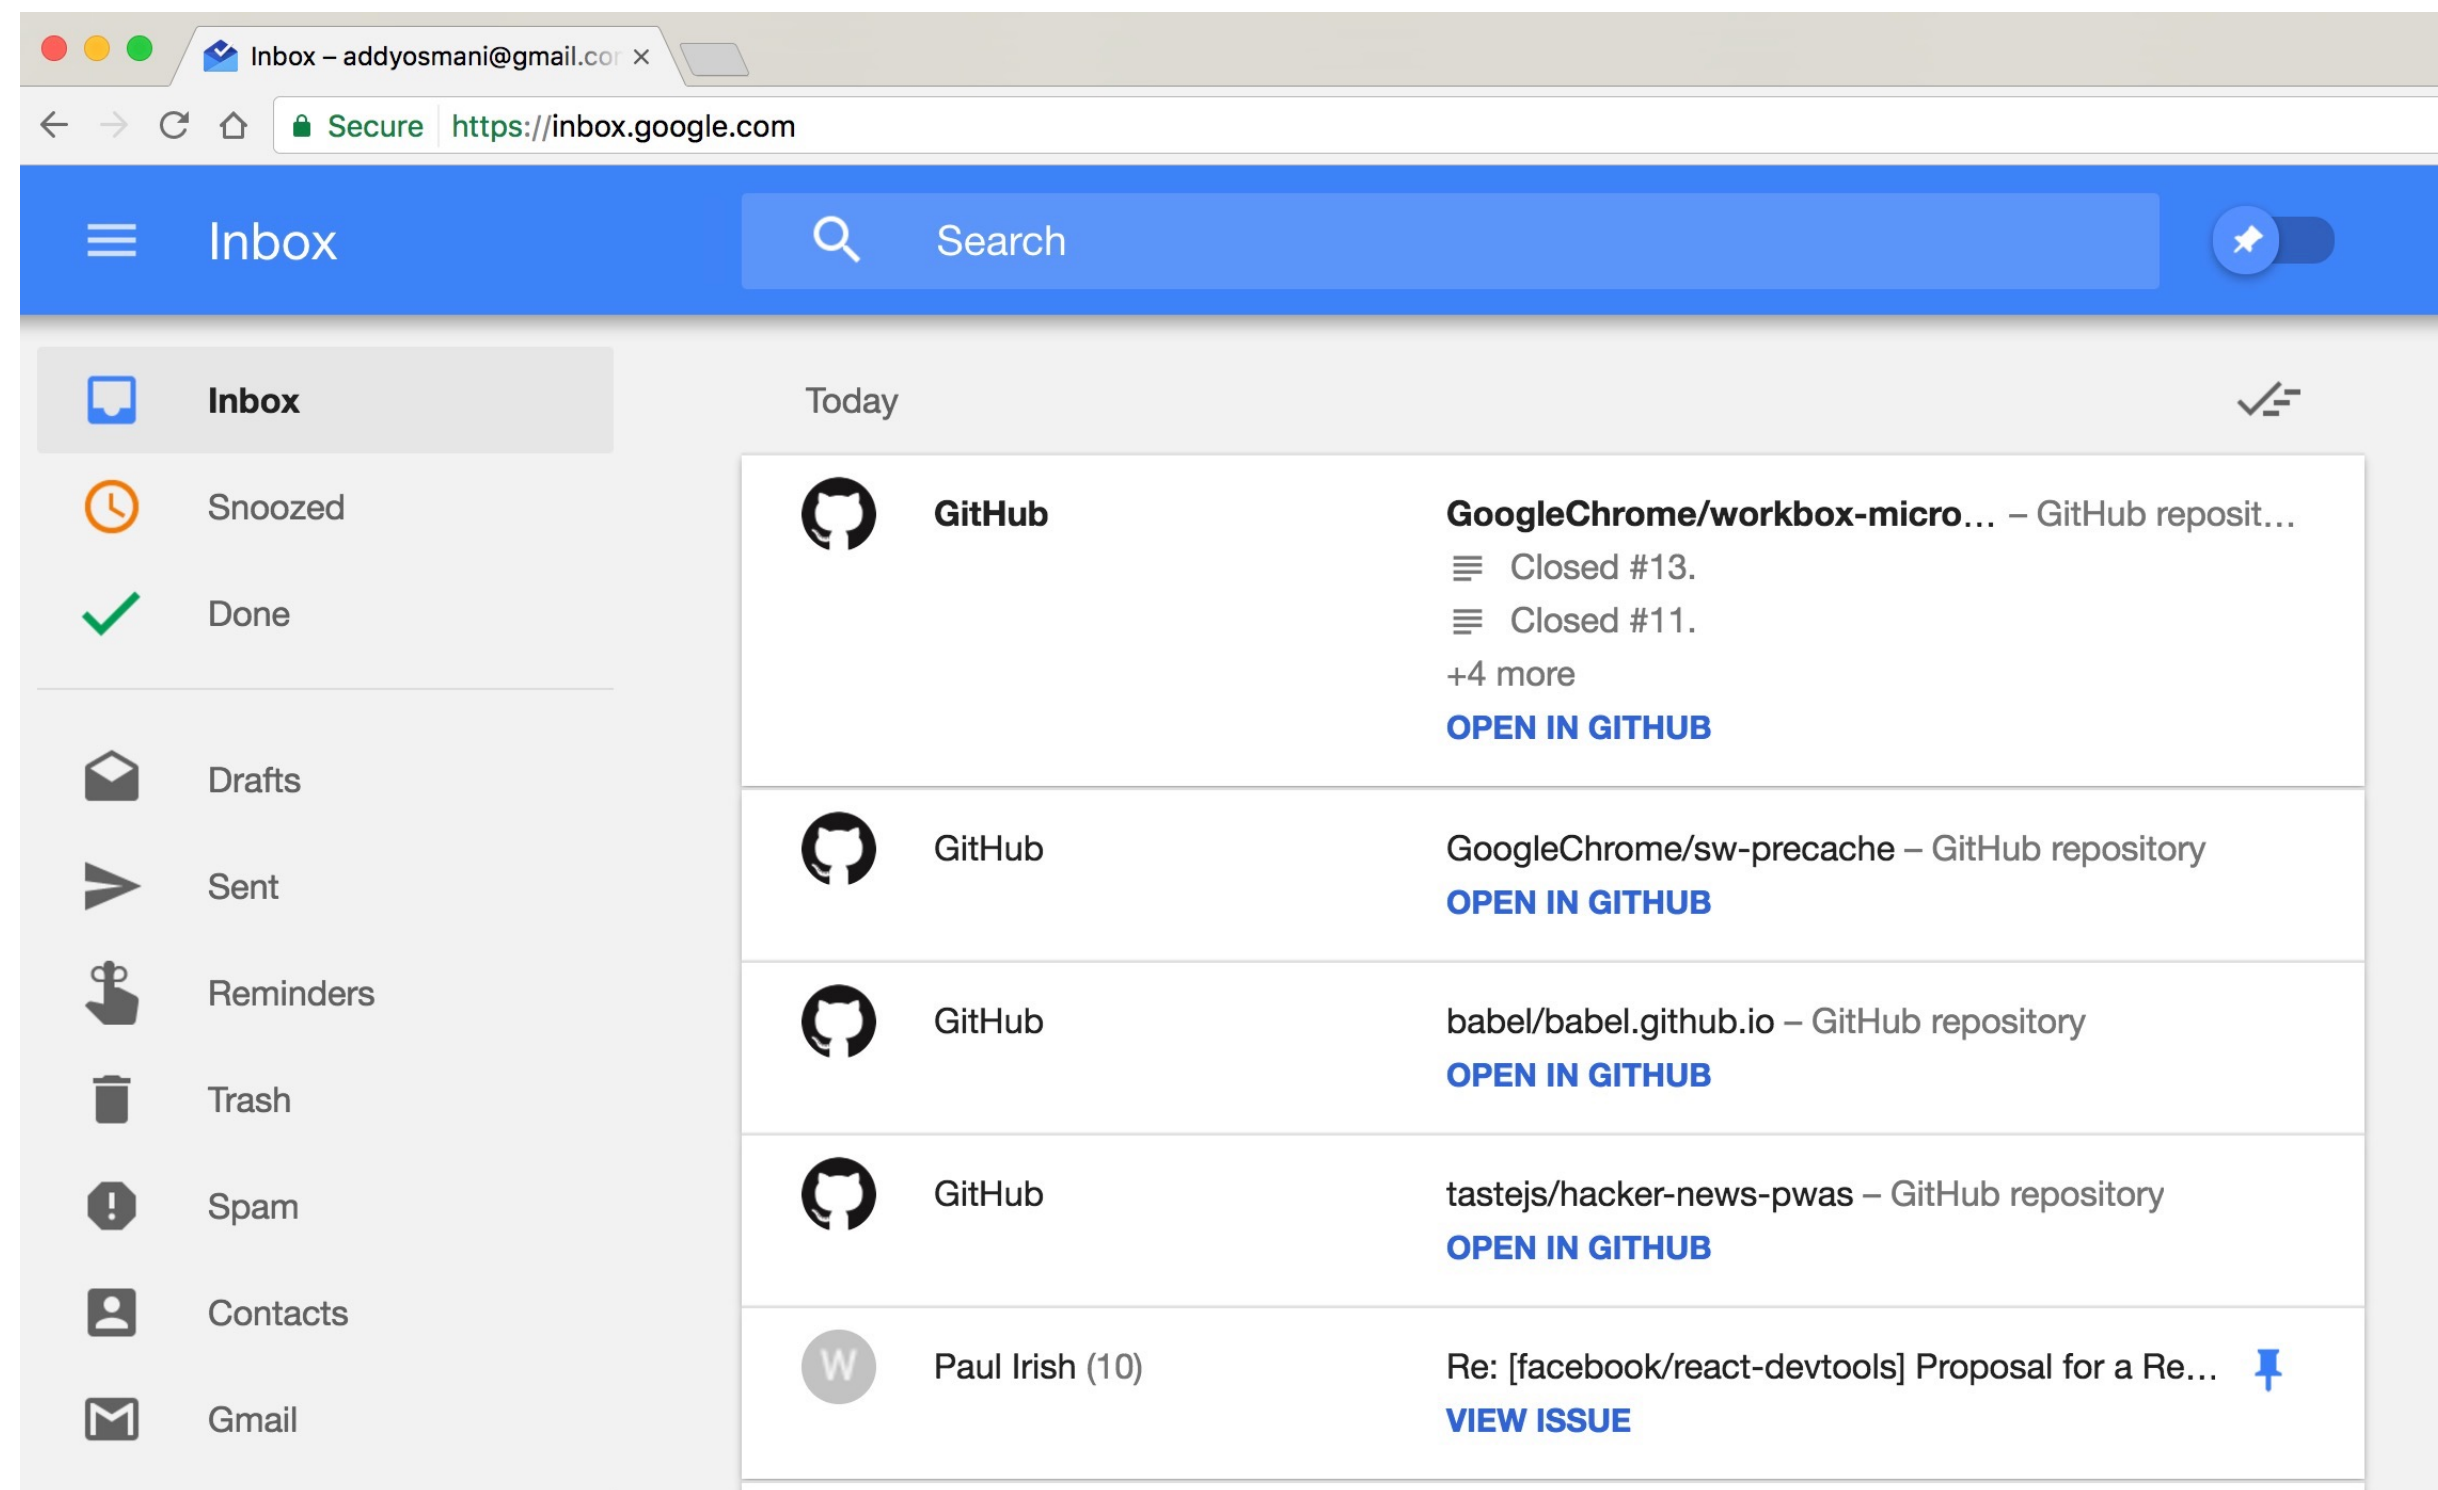 Inbox – addyosmani@gmail.co
Secure https://inbox.google.com
Inbox
Search
Inbox
Snoozed
Done
Drafts
Sent
Reminders
Trash
Spam
Contacts
Gmail
Today
GitHub GoogleChrome/workbox-micro… – GitHub reposit…
Closed #13.
Closed #11.
+4 more
OPEN IN GITHUB
GitHub GoogleChrome/sw-precache – GitHub repository
OPEN IN GITHUB
GitHub babel/babel.github.io – GitHub repository
OPEN IN GITHUB
GitHub tastejs/hacker-news-pwas – GitHub repository
OPEN IN GITHUB
W Paul Irish (10) Re: [facebook/react-devtools] Proposal for a Re…
VIEW ISSUE